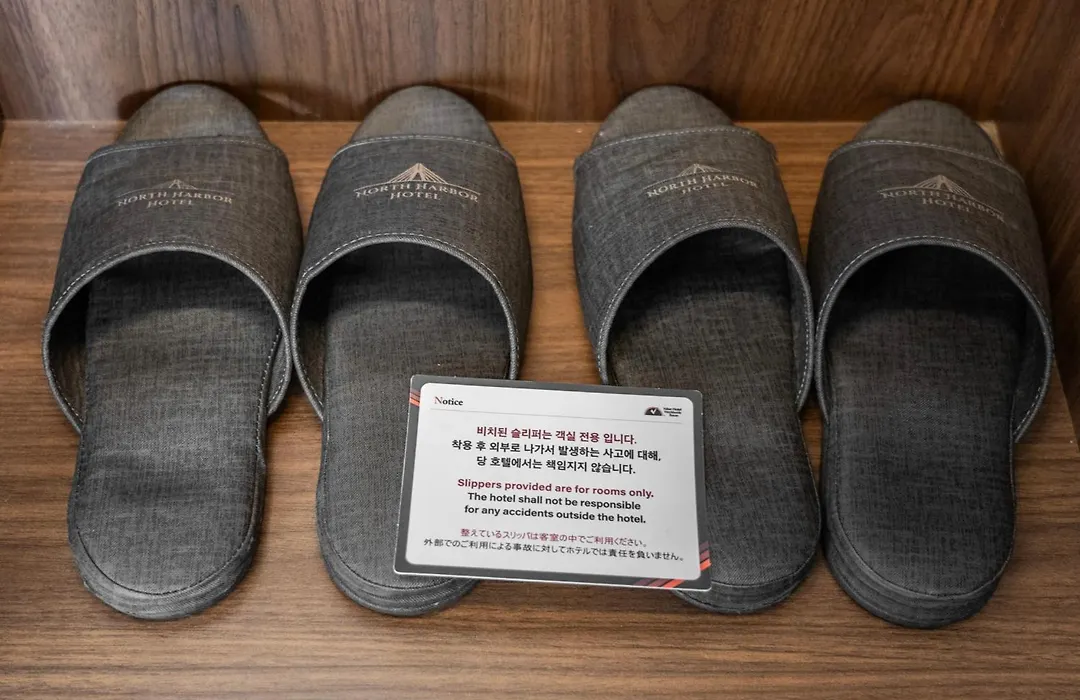 NORTH HARBOR
HOTEL
NORTH HARBOR
HOTEL
NORTH HARBOR
HOTEL
NORTH HARBOR
HOTEL
Notice
비치된 슬리퍼는 객실 전용 입니다.
착용 후 외부로 나가서 발생하는 사고에 대해,
당 호텔에서는 책임지지 않습니다.
Slippers provided are for rooms only.
The hotel shall not be responsible
for any accidents outside the hotel.
整えているスリッパは客室の中でご利用ください。
外部でのご利用による事故に対してホテルでは責任を負いません。